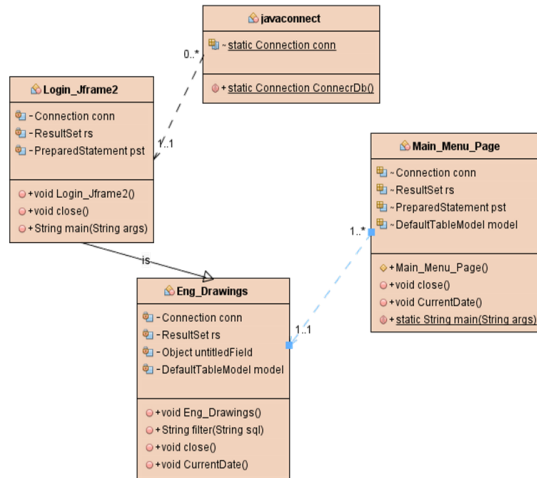 javaconnect
~static Connection conn
+static Connection ConnecrDb()
0..*
1..1
Login_Jframe2
-Connection conn
-ResultSet rs
-PreparedStatement pst
+void Login_Jframe2()
+void close()
+String main(String args)
is
Main_Menu_Page
~Connection conn
~ResultSet rs
~PreparedStatement pst
~DefaultTableModel model
+Main_Menu_Page()
+void close()
+void CurrentDate()
+static String main(String args)
1..*
1..1
Eng_Drawings
-Connection conn
-ResultSet rs
-Object untitledField
-DefaultTableModel model
+void Eng_Drawings()
+String filter(String sql)
+void close()
+void CurrentDate()